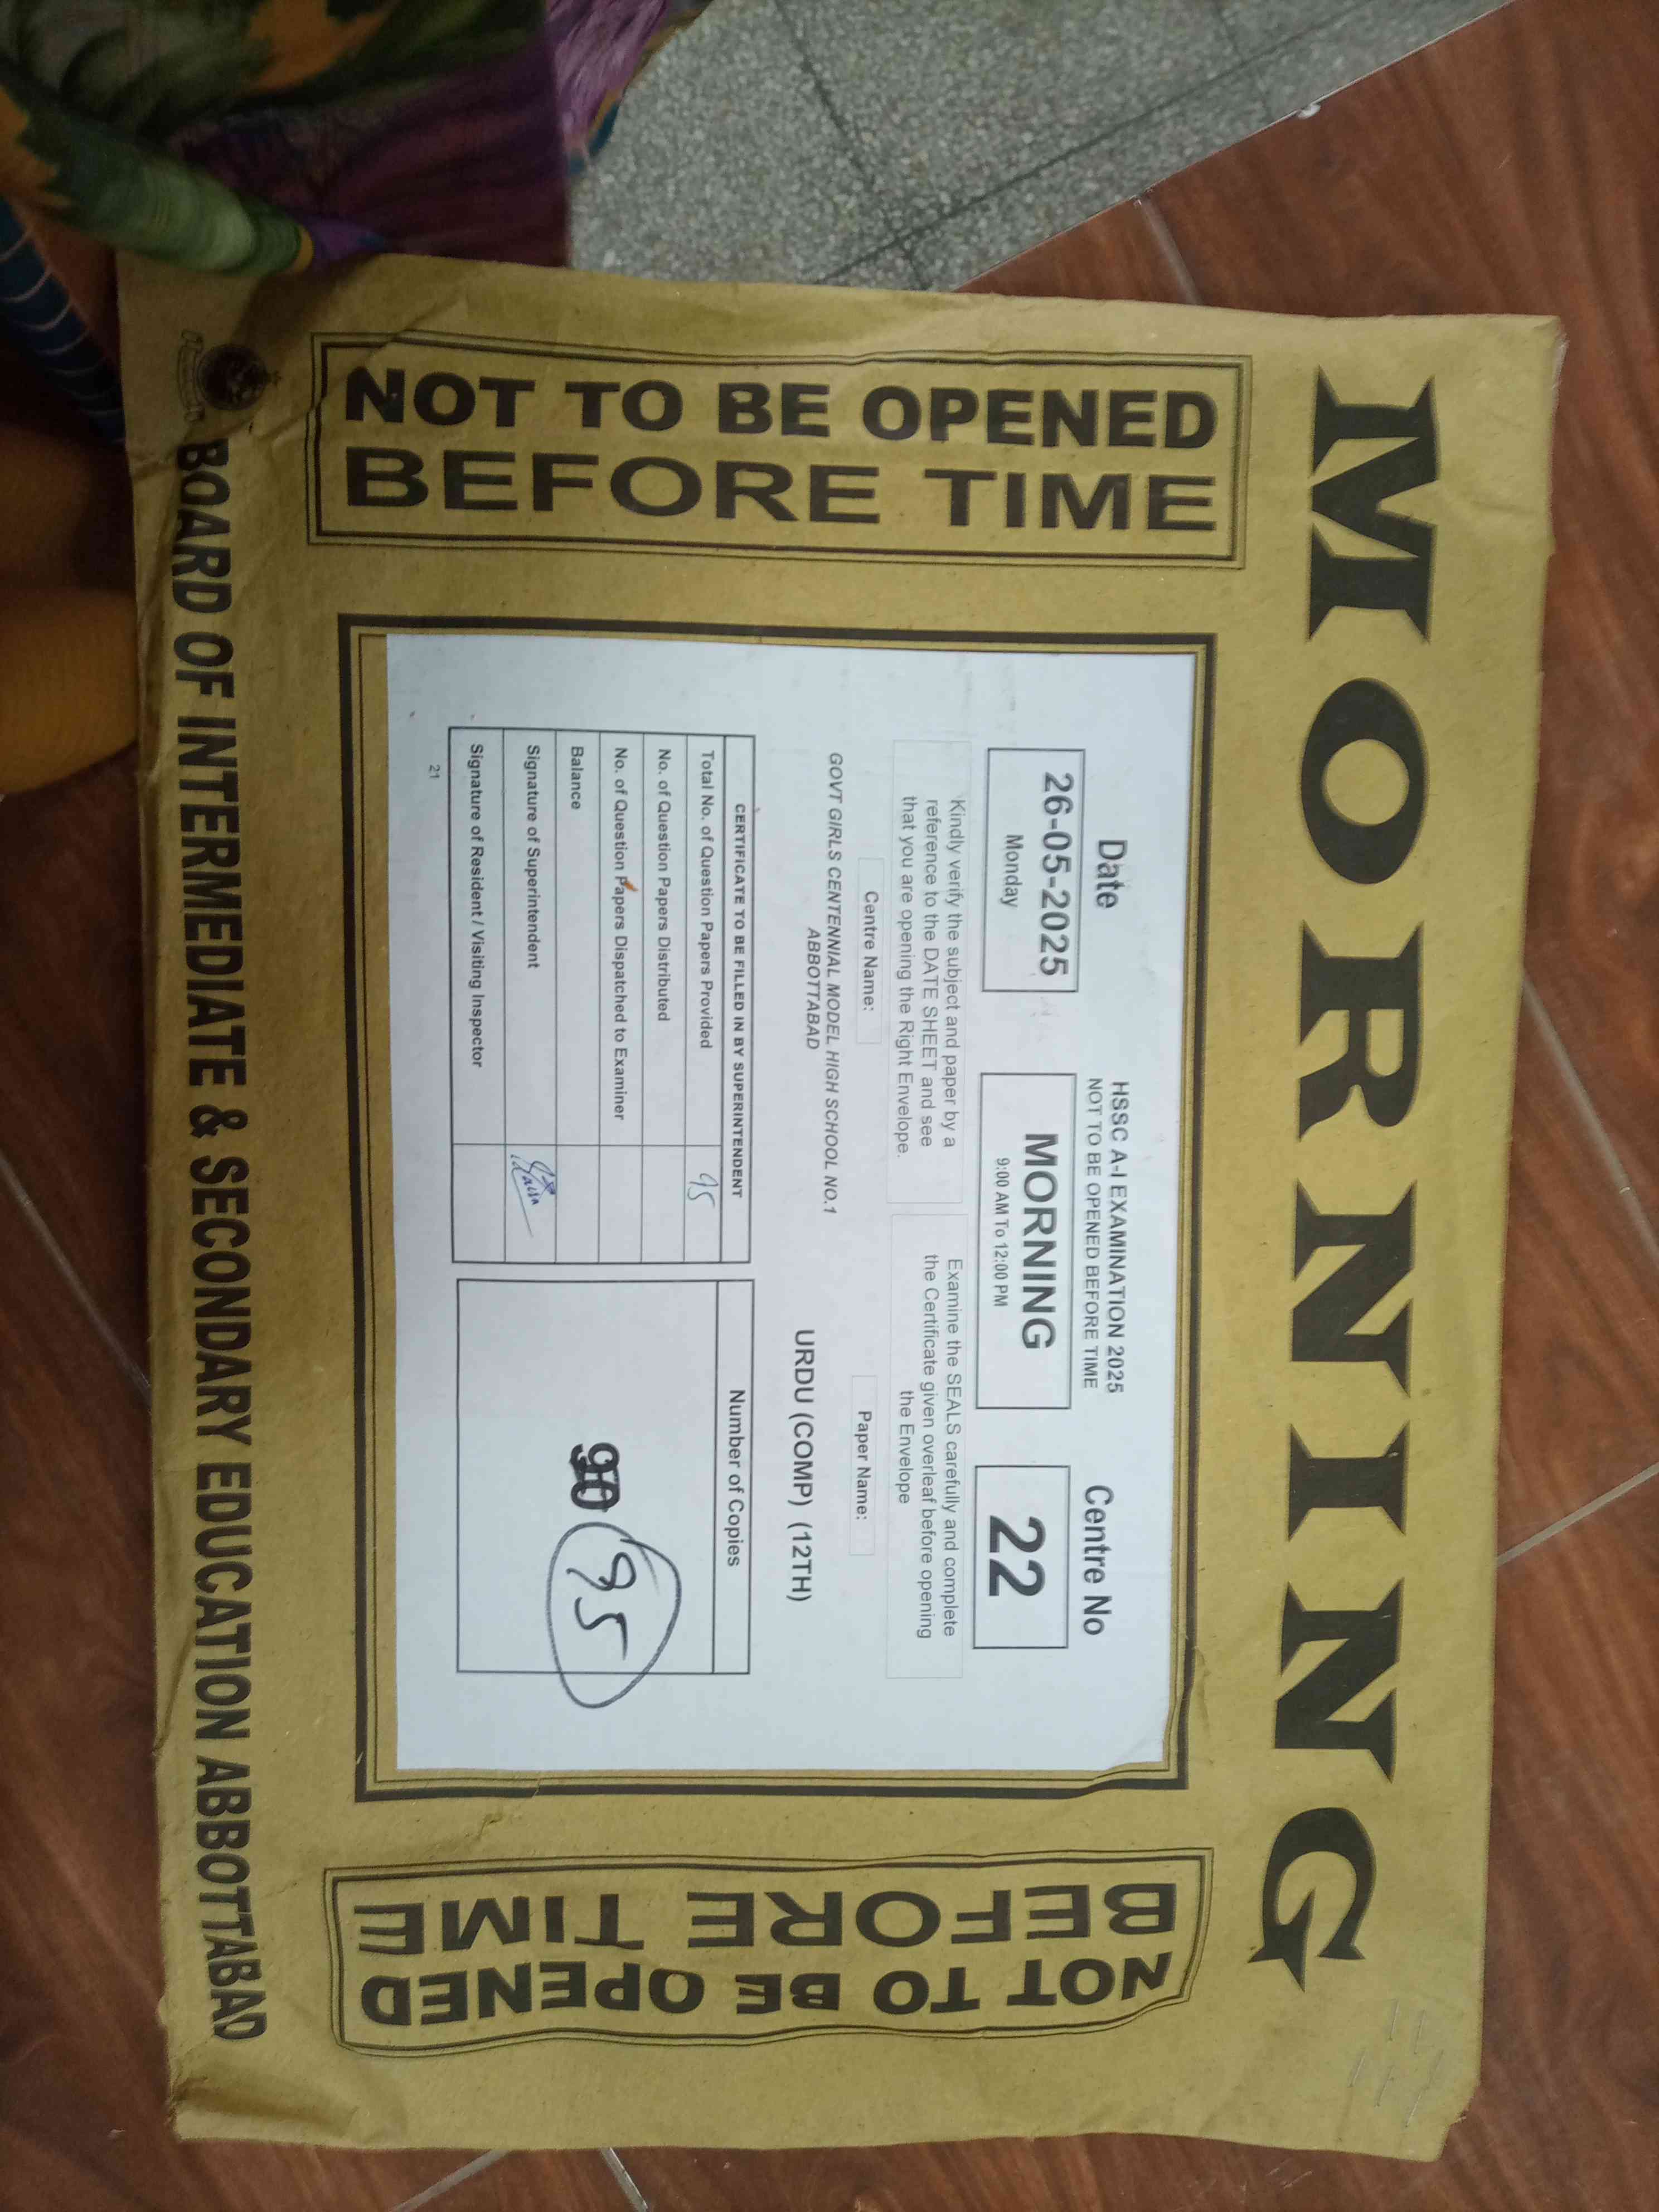 MORNING
NOT TO BE OPENED
BEFORE TIME
Date
26-05-2025
Monday
HSSC A-I EXAMINATION 2025
NOT TO BE OPENED BEFORE TIME
MORNING
9:00 AM To 12:00 PM
Centre No
22
Kindly verify the subject and paper by a
reference to the DATE SHEET and see
that you are opening the Right Envelope.
Examine the SEALS carefully and complete
the Certificate given overleaf before opening
the Envelope
Centre Name:
GOVT GIRLS CENTENNIAL MODEL HIGH SCHOOL NO.1
ABBOTTABAD
Paper Name:
URDU (COMP) (12TH)
CERTIFICATE TO BE FILLED IN BY SUPERINTENDENT
Total No. of Question Papers Provided 95
No. of Question Papers Distributed
No. of Question Papers Dispatched to Examiner
Balance
Signature of Superintendent
Signature of Resident / Visiting Inspector
21
Number of Copies
90 95
NOT TO BE OPENED
BEFORE TIME
BOARD OF INTERMEDIATE & SECONDARY EDUCATION ABBOTTABAD